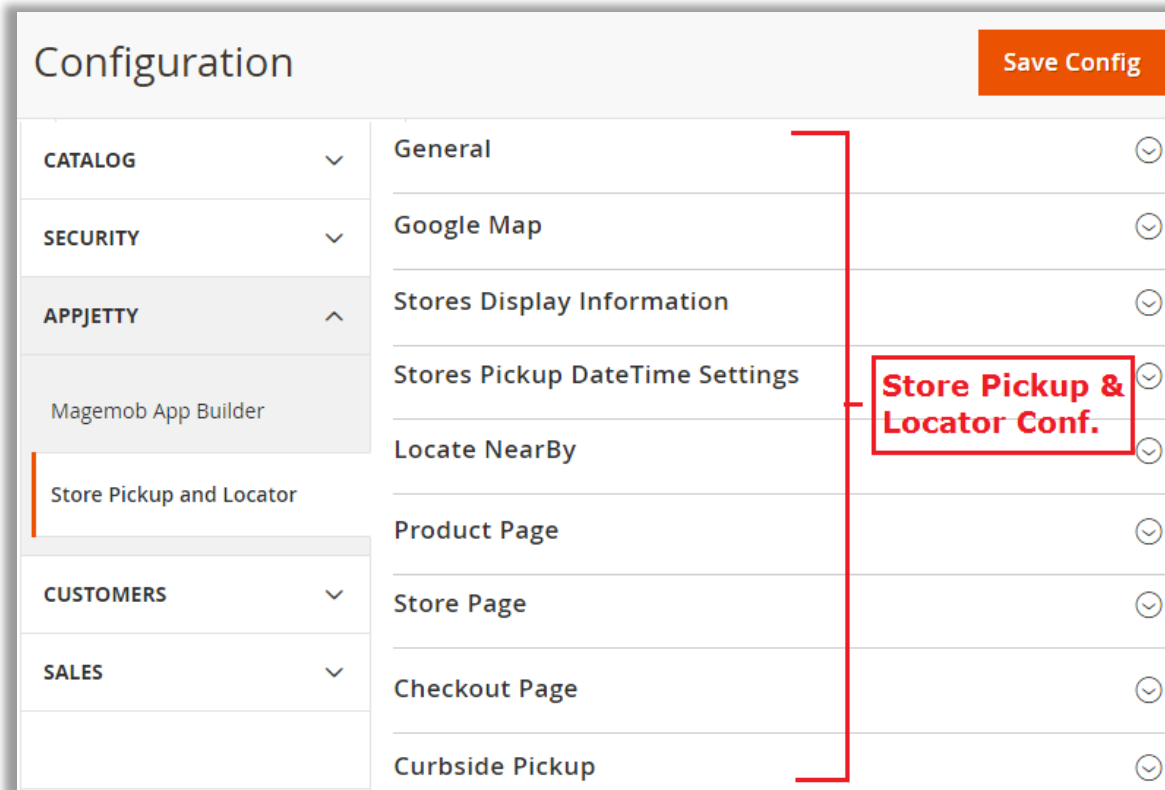 Configuration
Save Config
CATALOG
SECURITY
APPJETTY
Magemob App Builder
Store Pickup and Locator
CUSTOMERS
SALES
General
Google Map
Stores Display Information
Stores Pickup DateTime Settings
Locate NearBy
Product Page
Store Page
Checkout Page
Curbside Pickup
Store Pickup &
Locator Conf.